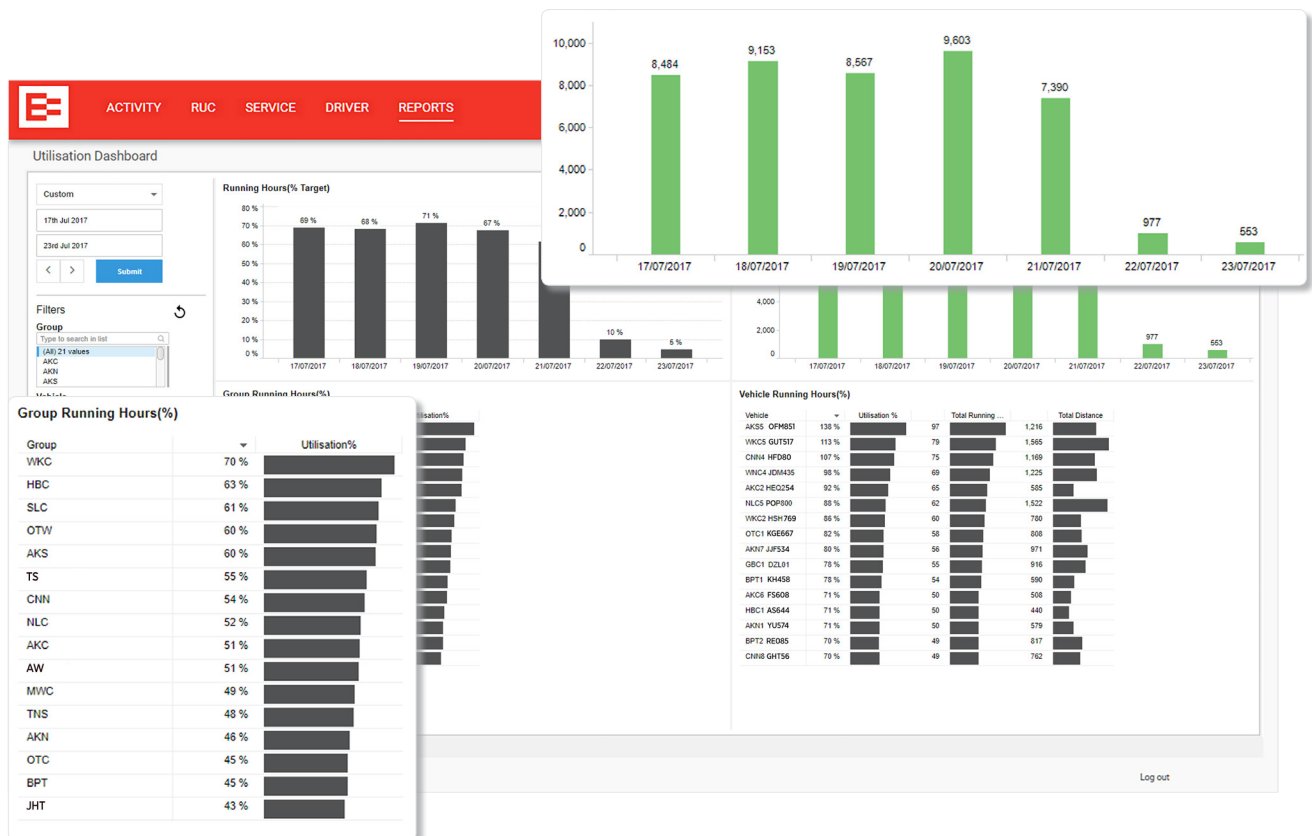 10,000
8,000
6,000
4,000
2,000
0
8,484
9,153
8,567
9,603
7,390
977
553
17/07/2017 18/07/2017 19/07/2017 20/07/2017 21/07/2017 22/07/2017 23/07/2017
ACTIVITY RUC SERVICE DRIVER REPORTS
Utilisation Dashboard
Custom
17th Jul 2017
23rd Jul 2017
< > Submit
Filters
Group
Type to search in list
(All) 21 values
AKC
AKN
AKS
Running Hours(% Target)
80 %
70 %
60 %
50 %
40 %
30 %
20 %
10 %
0 %
69 % 68 % 71 % 67 % 10 % 5 %
17/07/2017 18/07/2017 19/07/2017 20/07/2017 21/07/2017 22/07/2017 23/07/2017
4,000
2,000
0
977 553
17/07/2017 18/07/2017 19/07/2017 20/07/2017 21/07/2017 22/07/2017 23/07/2017
Group Running Hours(%)
Group Utilisation%
WKC 70 %
HBC 63 %
SLC 61 %
OTW 60 %
AKS 60 %
TS 55 %
CNN 54 %
NLC 52 %
AKC 51 %
AW 51 %
MWC 49 %
TNS 48 %
AKN 46 %
OTC 45 %
BPT 45 %
JHT 43 %
Vehicle Running Hours(%)
Vehicle Utilisation % Total Running ... Total Distance
AKS5 OFM851 138 % 97 1,216
WKC5 GUT517 113 % 79 1,565
CNN4 HFD80 107 % 75 1,169
WNC4 JDM435 98 % 69 1,225
AKC2 HEQ254 92 % 65 585
NLC5 POP800 88 % 62 1,522
WKC2 HSH769 86 % 60 780
OTC1 KGE667 82 % 58 808
AKN7 JJF534 80 % 56 971
GBC1 DZL01 78 % 55 916
BPT1 KH458 78 % 54 590
AKC6 FS608 71 % 50 508
HBC1 AS644 71 % 50 440
AKN1 YU574 71 % 50 579
BPT2 RE085 70 % 49 817
CNN8 GHT56 70 % 49 762
Log out